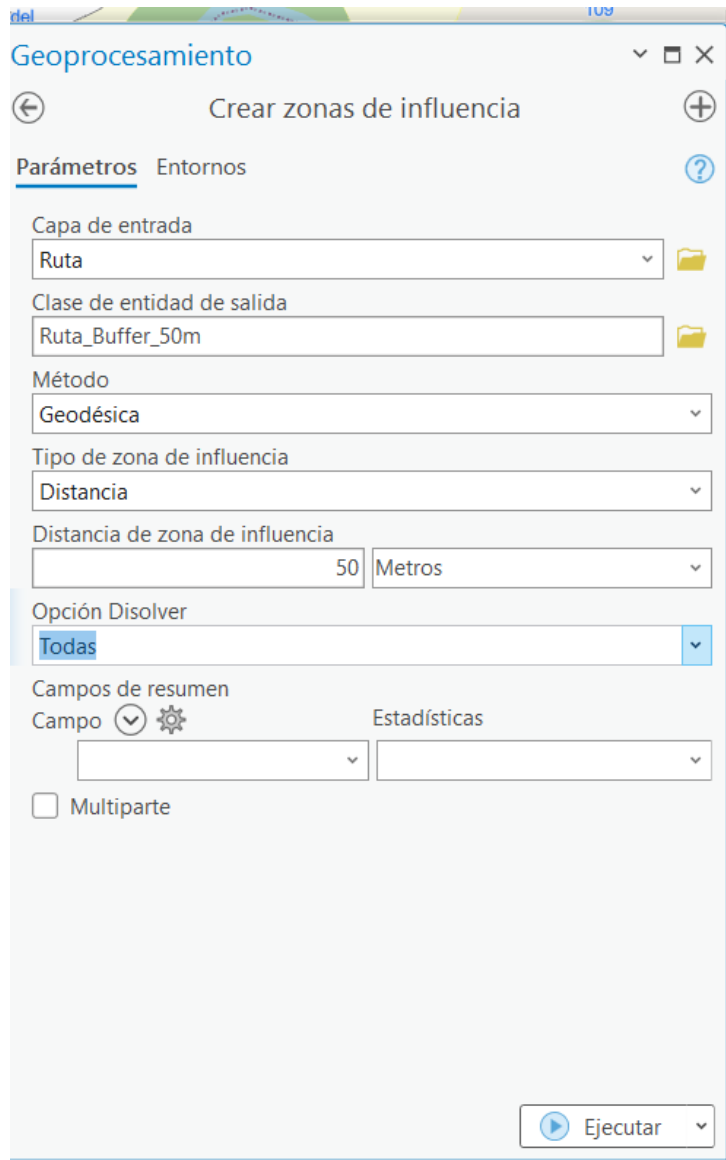 del
109
Geoprocesamiento
Crear zonas de influencia
Parámetros Entornos
Capa de entrada
Ruta
Clase de entidad de salida
Ruta_Buffer_50m
Método
Geodésica
Tipo de zona de influencia
Distancia
Distancia de zona de influencia
50 Metros
Opción Disolver
Todas
Campos de resumen
Campo Estadísticas
Multiparte
Ejecutar